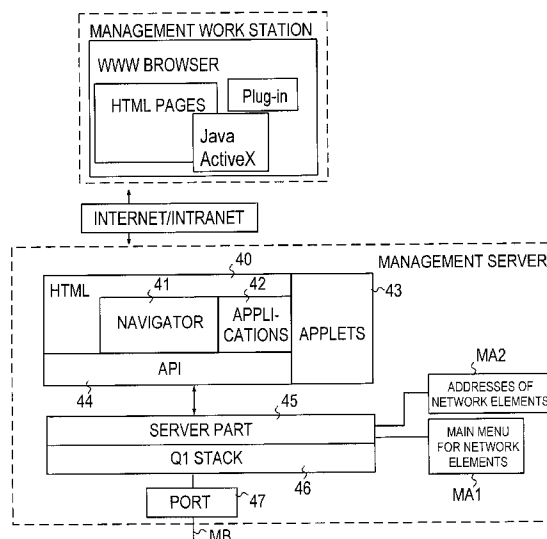 MANAGEMENT WORK STATION
WWW BROWSER
HTML PAGES
Plug-in
Java
ActiveX
INTERNET/INTRANET
MANAGEMENT SERVER
40
41
42
43
HTML
NAVIGATOR
APPLI-
CATIONS
APPLETS
API
44
45
MA2
ADDRESSES OF
NETWORK ELEMENTS
SERVER PART
Q1 STACK
46
MAIN MENU
FOR NETWORK
ELEMENTS
MA1
PORT
47
MB